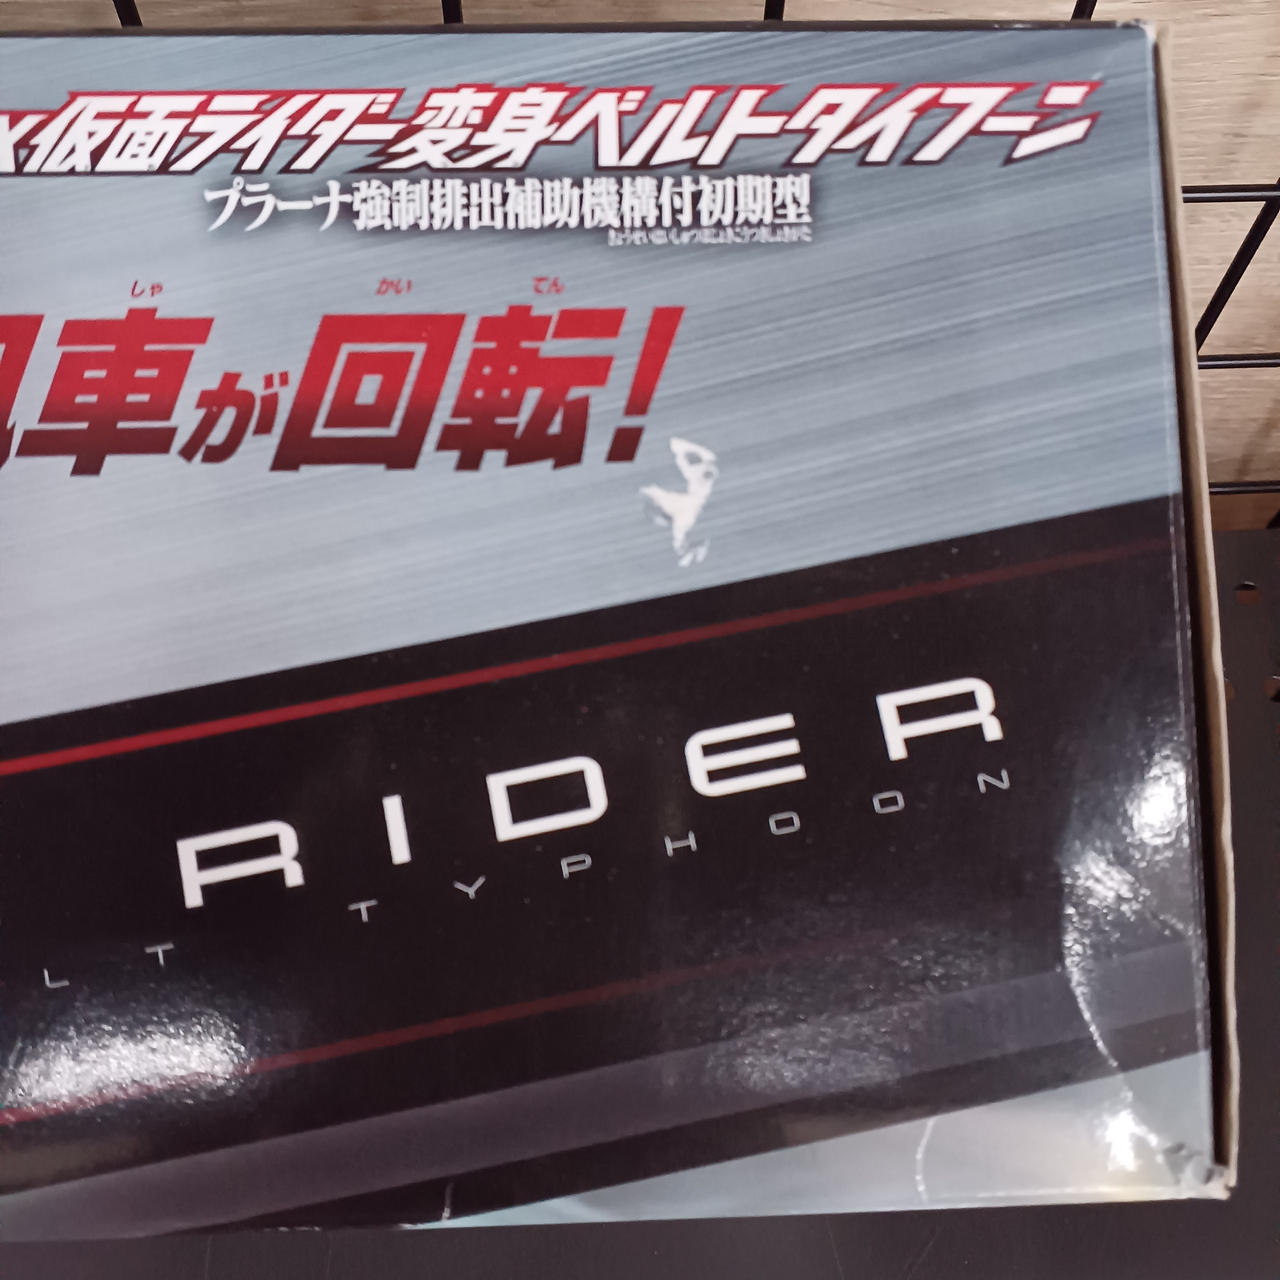 X仮面ライダー変身ベルトタイフーン
プラーナ強制排出補助機構付初期型
しゃ かい てん
車が回転!
RIDER
LT TYPHOON